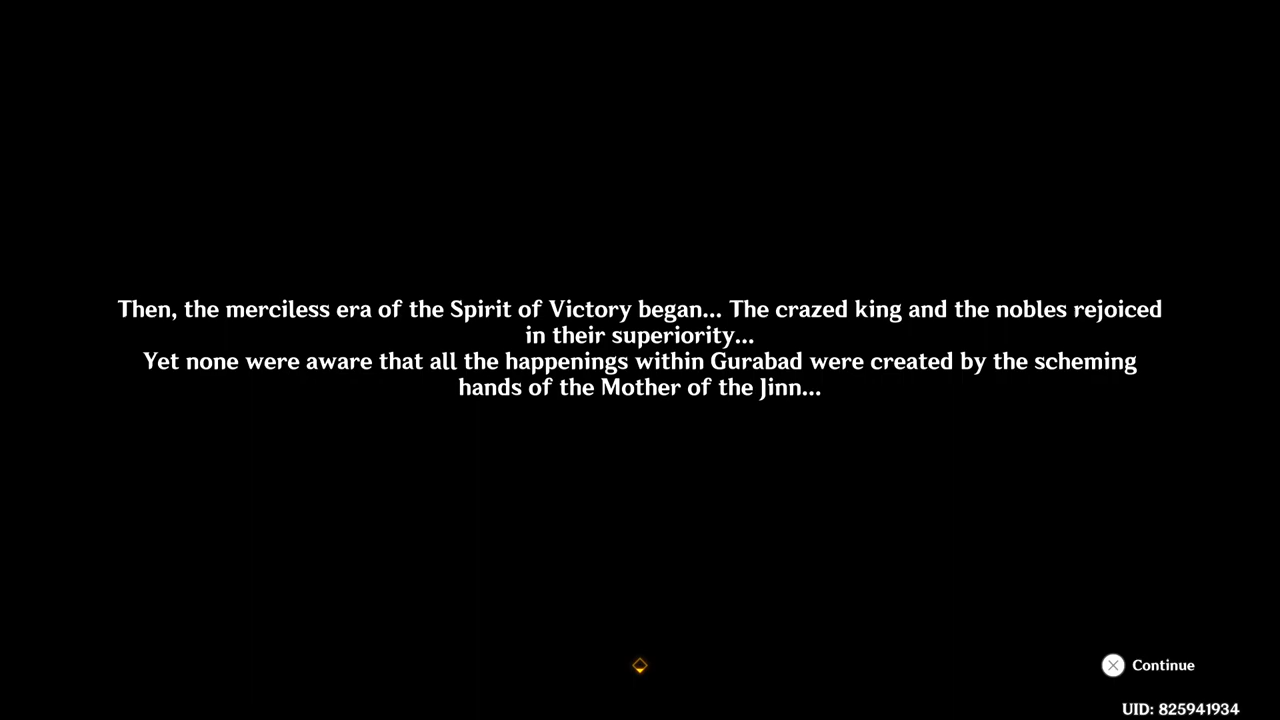 Then, the merciless era of the Spirit of Victory began... The crazed king and the nobles rejoiced
in their superiority...
Yet none were aware that all the happenings within Gurabad were created by the scheming
hands of the Mother of the Jinn...
Continue
UID: 825941934